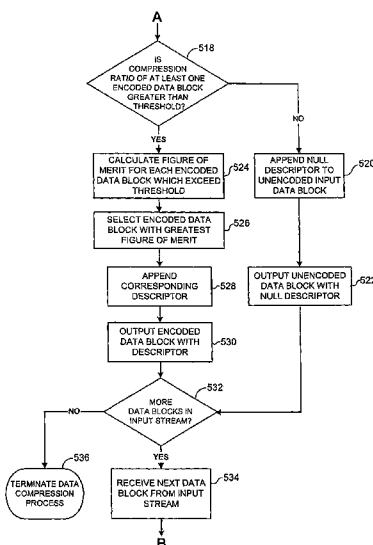 A
518
IS
COMPRESSION
RATIO OF AT LEAST ONE
ENCODED DATA BLOCK
GREATER THAN
THRESHOLD?
YES
NO
CALCULATE FIGURE OF
MERIT FOR EACH ENCODED
DATA BLOCK WHICH EXCEED
THRESHOLD
524
APPEND NULL
DESCRIPTOR TO
UNENCODED INPUT
DATA BLOCK
520
SELECT ENCODED DATA
BLOCK WITH GREATEST
FIGURE OF MERIT
526
APPEND
CORRESPONDING
DESCRIPTOR
528
OUTPUT UNENCODED
DATA BLOCK WITH
NULL DESCRIPTOR
522
OUTPUT ENCODED
DATA BLOCK WITH
DESCRIPTOR
530
532
MORE
DATA BLOCKS IN
INPUT STREAM?
NO
YES
536
TERMINATE DATA
COMPRESSION
PROCESS
534
RECEIVE NEXT DATA
BLOCK FROM INPUT
STREAM
B